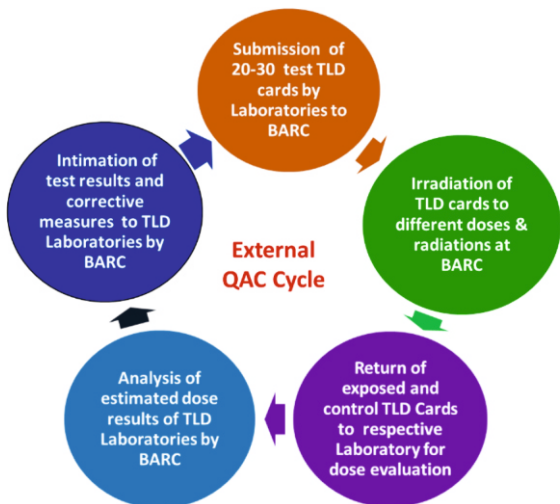 Submission of
20-30 test TLD
cards by
Laboratories to
BARC
Irradiation of
TLD cards to
different doses &
radiations at
BARC
Return of
exposed and
control TLD Cards
to respective
Laboratory for
dose evaluation
Analysis of
estimated dose
results of TLD
Laboratories by
BARC
Intimation of
test results and
corrective
measures to TLD
Laboratories by
BARC
External
QAC Cycle